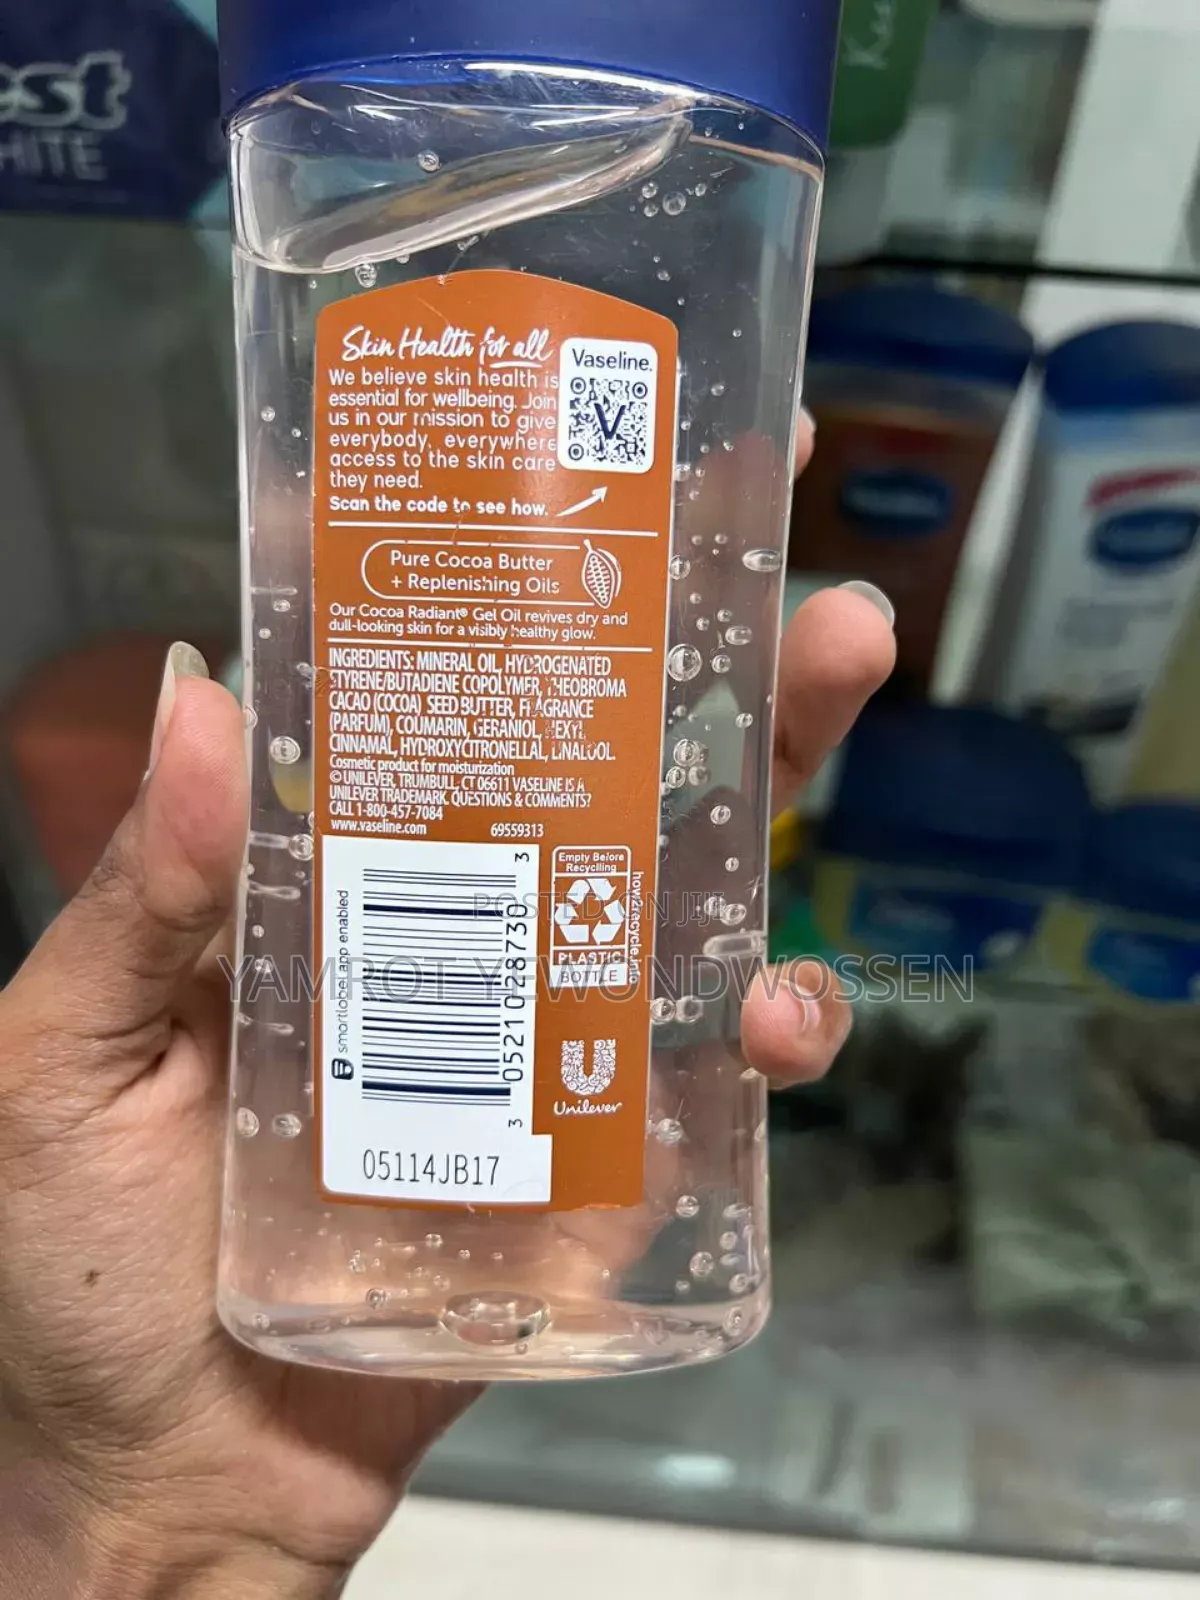 est
HITE
Skin Health for all
We believe skin health is
essential for wellbeing. Join
us in our mission to give
everybody, everywhere
access to the skin care
they need.
Scan the code to see how.
Vaseline.
V
Pure Cocoa Butter
+ Replenishing Oils
Our Cocoa Radiant® Gel Oil revives dry and
dull-looking skin for a visibly healthy glow.
INGREDIENTS: MINERAL OIL, HYDROGENATED
STYRENE/BUTADIENE COPOLYMER, THEOBROMA
CACAO (COCOA) SEED BUTTER, FRAGRANCE
(PARFUM), COUMARIN, GERANIOL, HEXYL
CINNAMAL, HYDROXYCITRONELLAL, LINALOOL.
Cosmetic product for moisturization
© UNILEVER, TRUMBULL, CT 06611 VASELINE IS A
UNILEVER TRADEMARK. QUESTIONS & COMMENTS?
CALL 1-800-457-7084
www.vaseline.com 69559313
smartlabel.app enabled
3 0521028730 3
Empty Before
Recycling
PLASTIC
BOTTLE
how2recycle.info
Unilever
05114JB17
POSTED ON JIJI
YAMROT YEWONDWOSSEN